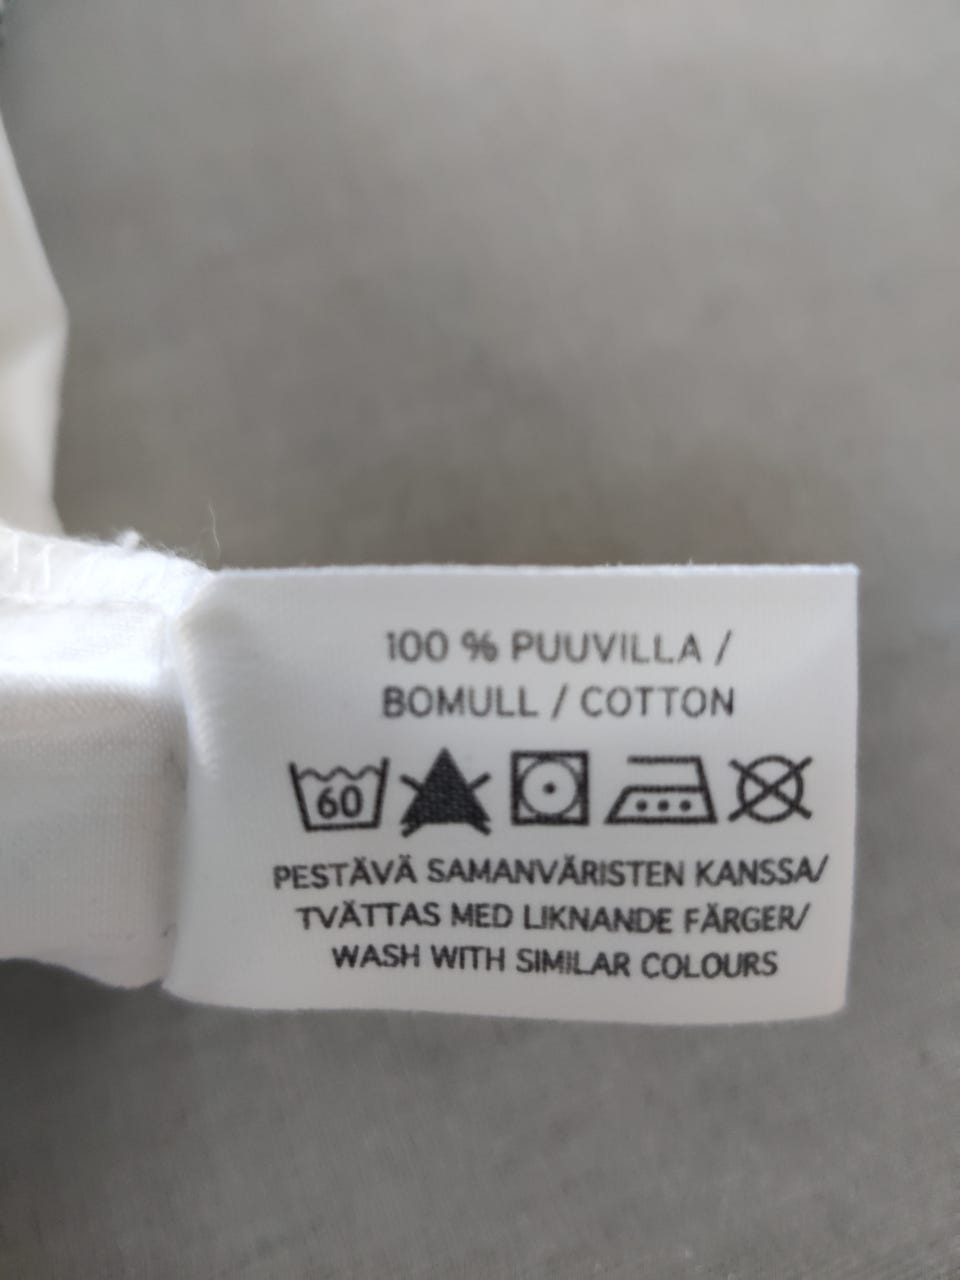 100 % PUUVILLA /
BOMULL / COTTON
60
PESTÄVÄ SAMANVÄRISTEN KANSSA/
TVÄTTAS MED LIKNANDE FÄRGER/
WASH WITH SIMILAR COLOURS